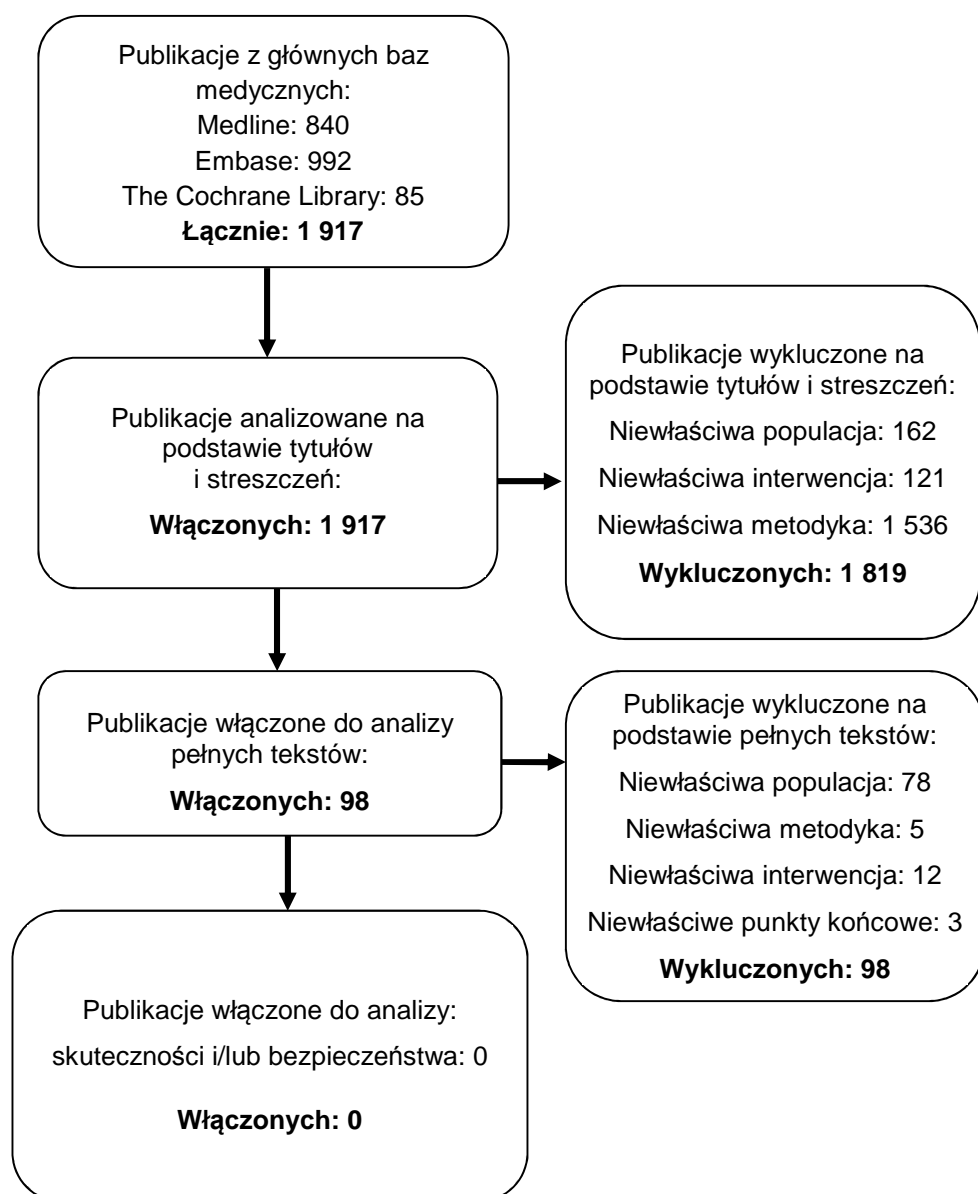 Publikacje z głównych baz
medycznych:
Medline: 840
Embase: 992
The Cochrane Library: 85
Łącznie: 1 917
Publikacje analizowane na
podstawie tytułów
i streszczeń:
Włączonych: 1 917
Publikacje wykluczone na
podstawie tytułów i streszczeń:
Niewłaściwa populacja: 162
Niewłaściwa interwencja: 121
Niewłaściwa metodyka: 1 536
Wykluczonych: 1 819
Publikacje włączone do analizy
pełnych tekstów:
Włączonych: 98
Publikacje wykluczone na
podstawie pełnych tekstów:
Niewłaściwa populacja: 78
Niewłaściwa metodyka: 5
Niewłaściwa interwencja: 12
Niewłaściwe punkty końcowe: 3
Wykluczonych: 98
Publikacje włączone do analizy:
skuteczności i/lub bezpieczeństwa: 0
Włączonych: 0